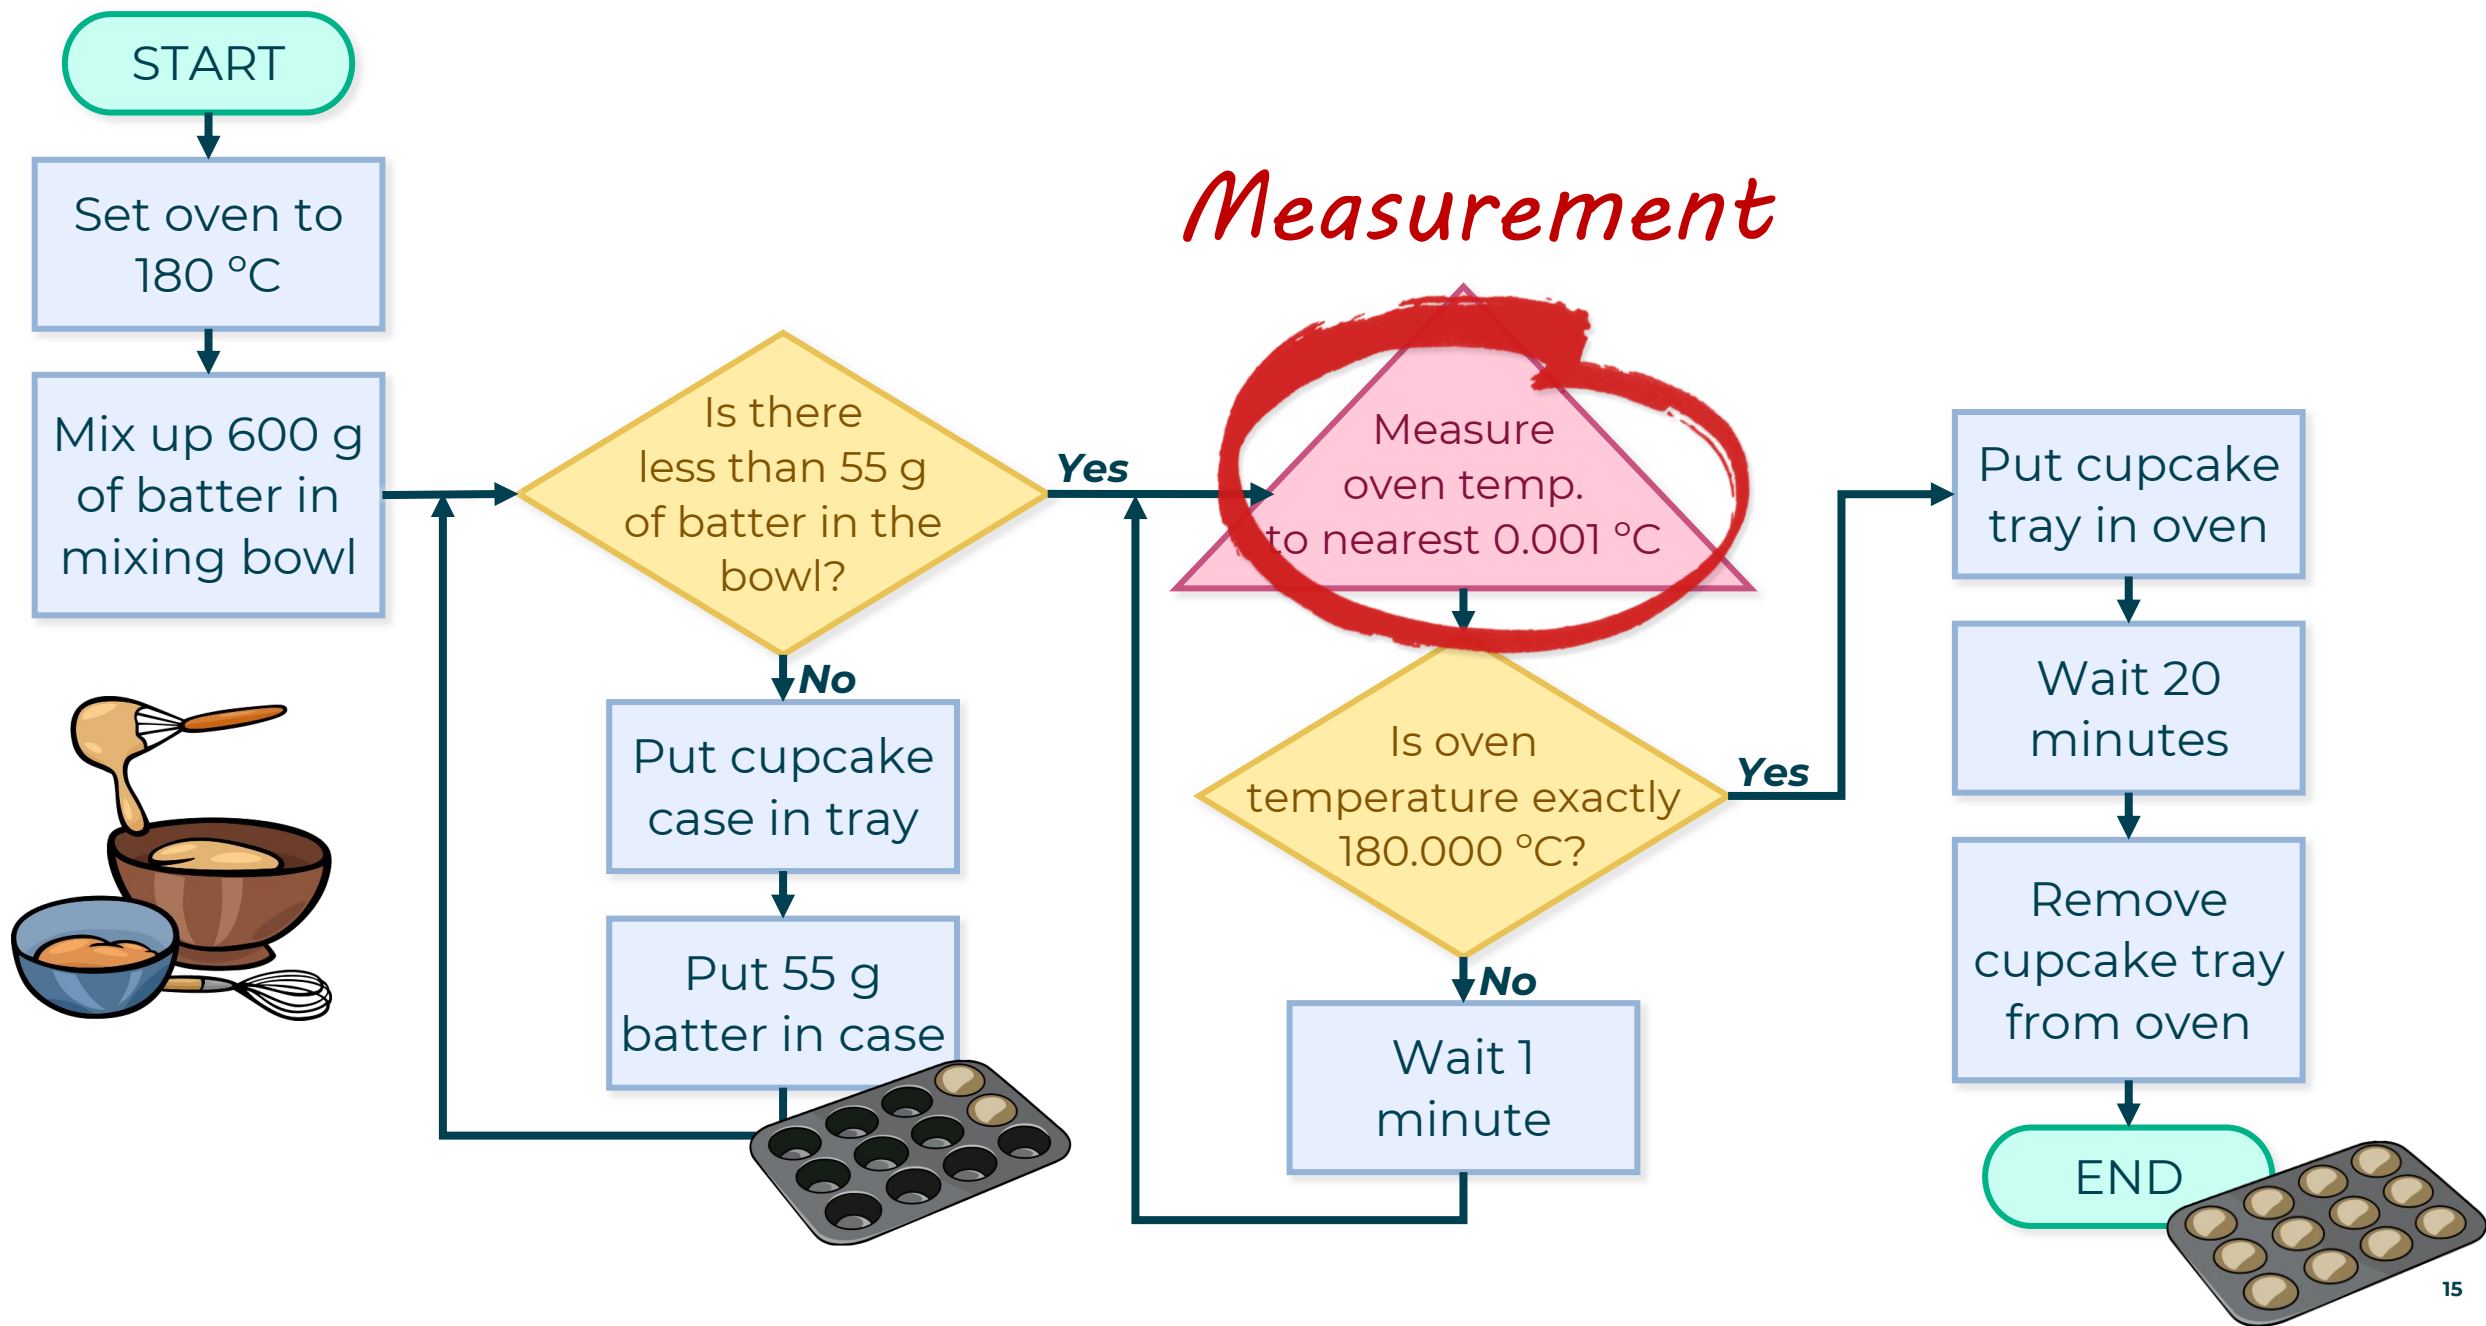 START
Set oven to
180 °C
Mix up 600 g
of batter in
mixing bowl
Is there
less than 55 g
of batter in the
bowl?
Yes
No
Put cupcake
case in tray
Put 55 g
batter in case
Measurement
Measure
oven temp.
to nearest 0.001 °C
Is oven
temperature exactly
180.000 °C?
Yes
No
Wait 1
minute
Put cupcake
tray in oven
Wait 20
minutes
Remove
cupcake tray
from oven
END
15